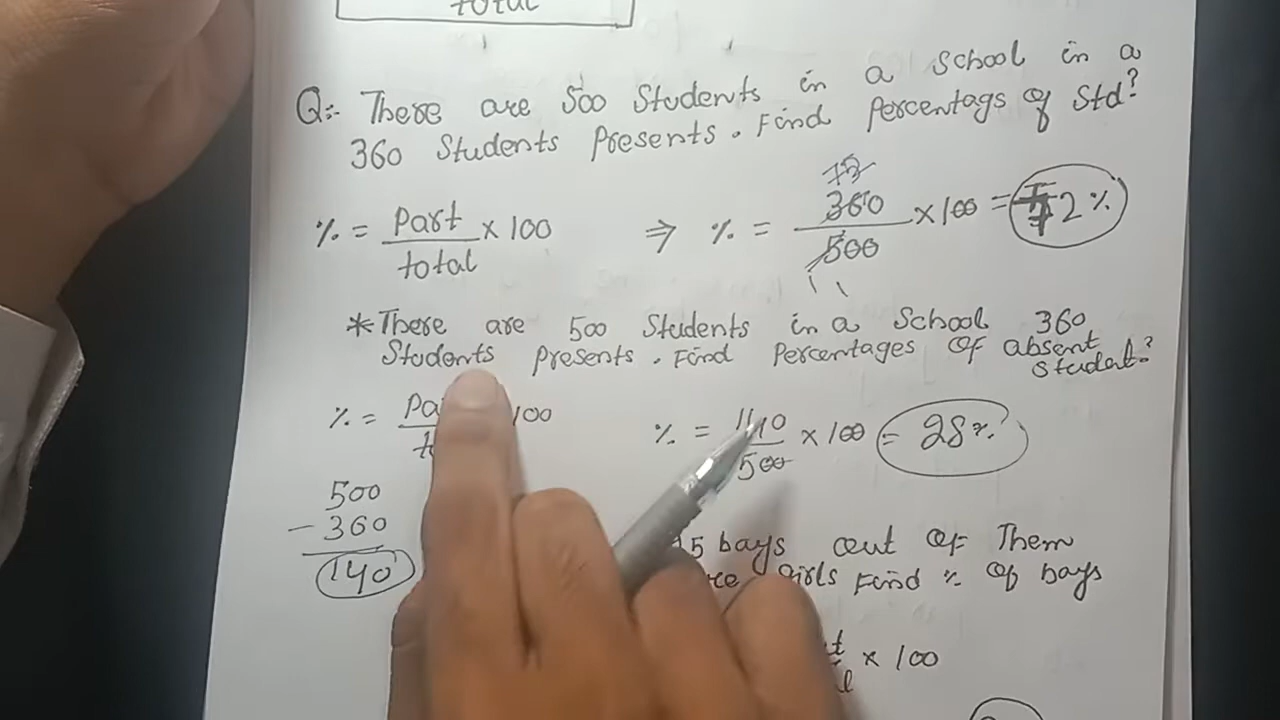 total
Q:- There are 500 Students in a School in a
360 Students Presents. Find Percentags of Std?
% = Part/total x 100 ⇒ % = 360/500 x 100 = 72%
72
* There are 500 Students in a School 360
Students Presents. Find Percentages of absent
Student?
% = x 100 % = 140/500 x 100 = 28%
500
- 360
140
bays out of Them
girls Find % of bays
x 100